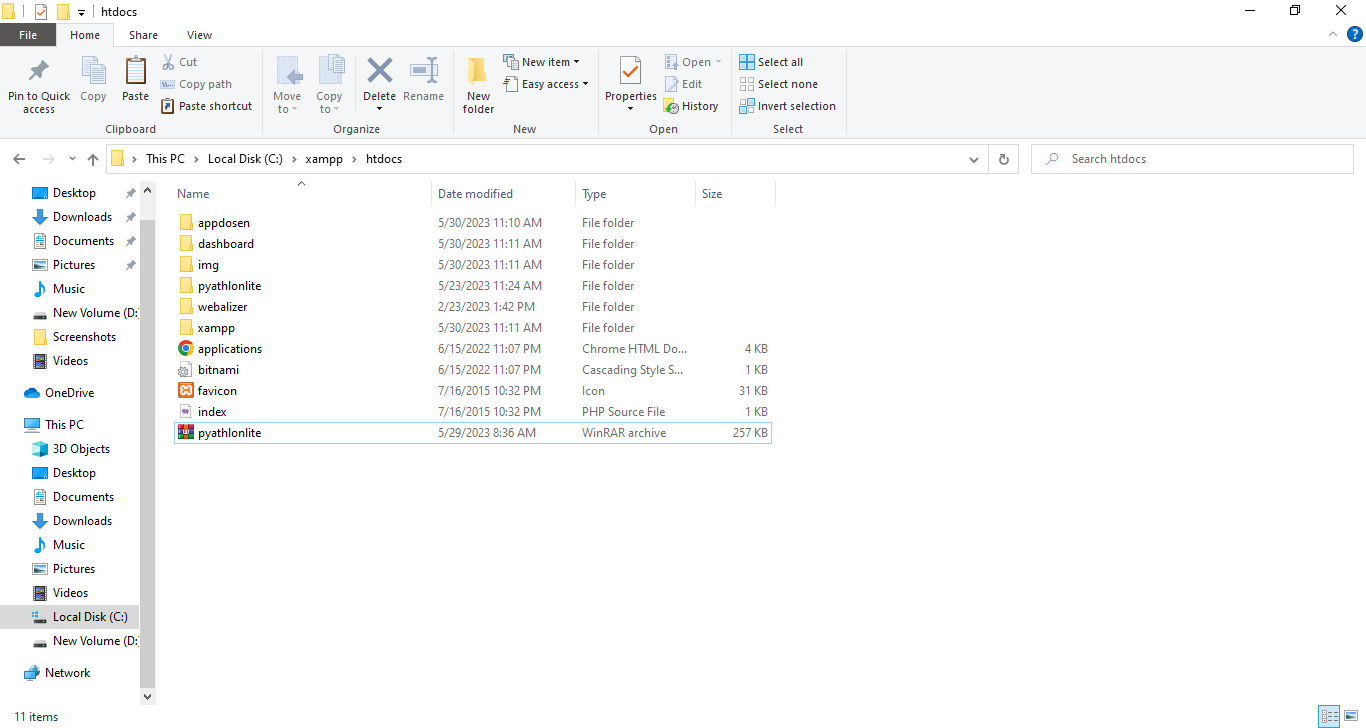 htdocs
File Home Share View
Pin to Quick access
Copy
Paste
Cut
Copy path
Paste shortcut
Clipboard
Move to
Copy to
Delete
Rename
Organize
New folder
New item
Easy access
New
Properties
Open
Edit
History
Open
Select all
Select none
Invert selection
Select
This PC > Local Disk (C:) > xampp > htdocs
Search htdocs
Desktop
Downloads
Documents
Pictures
Music
New Volume (D:
Screenshots
Videos
OneDrive
This PC
3D Objects
Desktop
Documents
Downloads
Music
Pictures
Videos
Local Disk (C:)
New Volume (D:
Network
Name Date modified Type Size
appdosen 5/30/2023 11:10 AM File folder
dashboard 5/30/2023 11:11 AM File folder
img 5/30/2023 11:11 AM File folder
pyathlonlite 5/23/2023 11:24 AM File folder
webalizer 2/23/2023 1:42 PM File folder
xampp 5/30/2023 11:11 AM File folder
applications 6/15/2022 11:07 PM Chrome HTML Do... 4 KB
bitnami 6/15/2022 11:07 PM Cascading Style S... 1 KB
favicon 7/16/2015 10:32 PM Icon 31 KB
index 7/16/2015 10:32 PM PHP Source File 1 KB
pyathlonlite 5/29/2023 8:36 AM WinRAR archive 257 KB
11 items